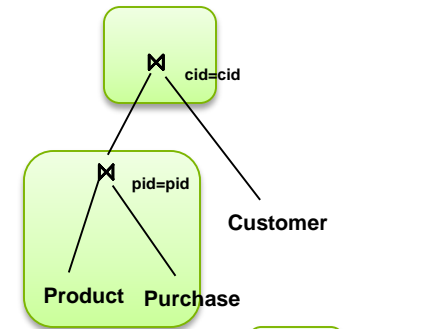 ⋈ cid=cid
⋈ pid=pid
Customer
Product Purchase